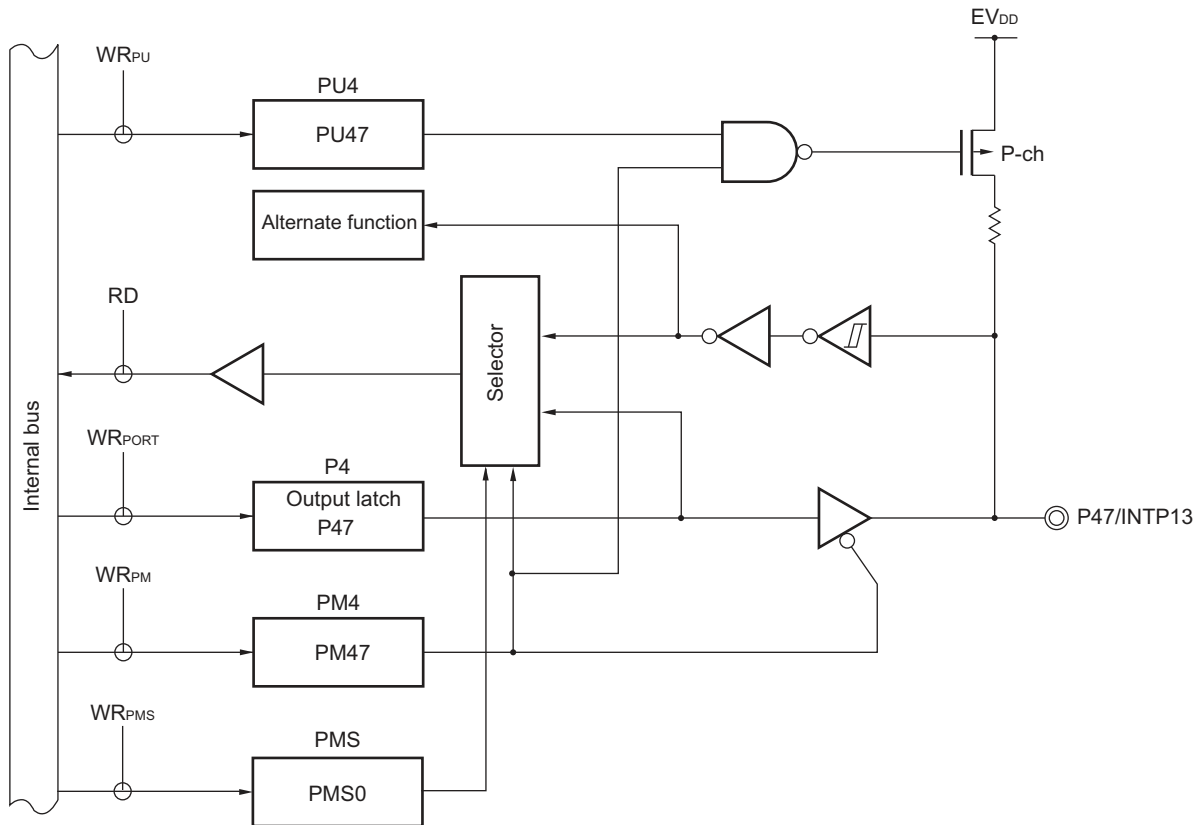 EVDD
WRPU
PU4
PU47
P-ch
Alternate function
RD
Selector
Internal bus
WRPORT
P4
Output latch
P47
P47/INTP13
WRPM
PM4
PM47
WRPMS
PMS
PMS0